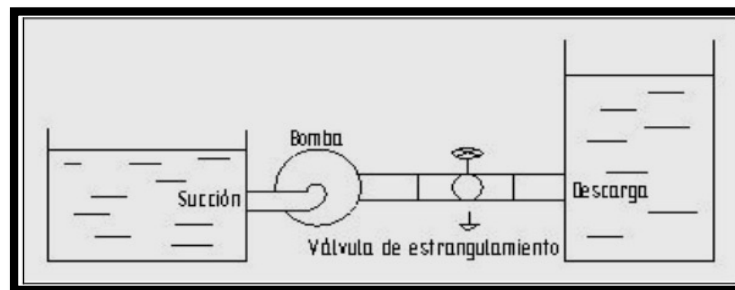 Bomba
Succión
Descarga
Válvula de estrangulamiento